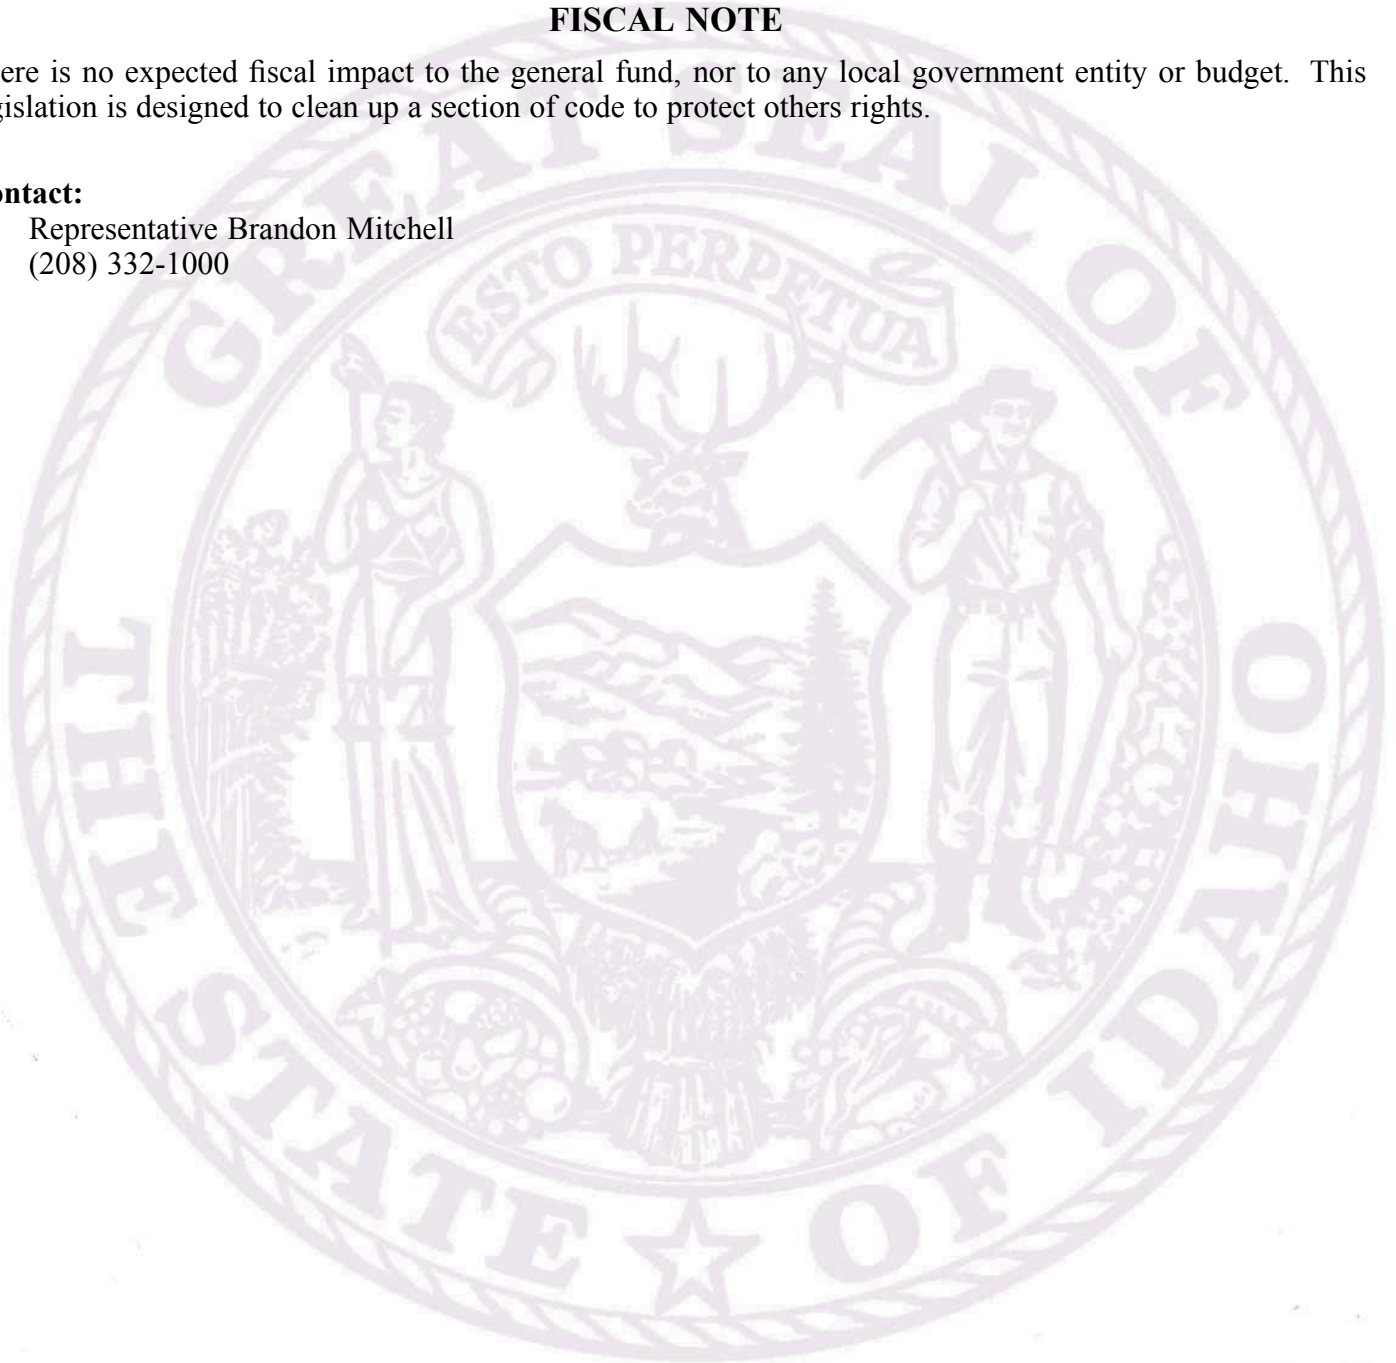 FISCAL NOTE
ere is no expected fiscal impact to the general fund, nor to any local government entity or budget. This
gislation is designed to clean up a section of code to protect others rights.
ontact:
Representative Brandon Mitchell
(208) 332-1000
GREAT SEAL OF
THE STATE OF IDAHO
ESTO PERPETUA